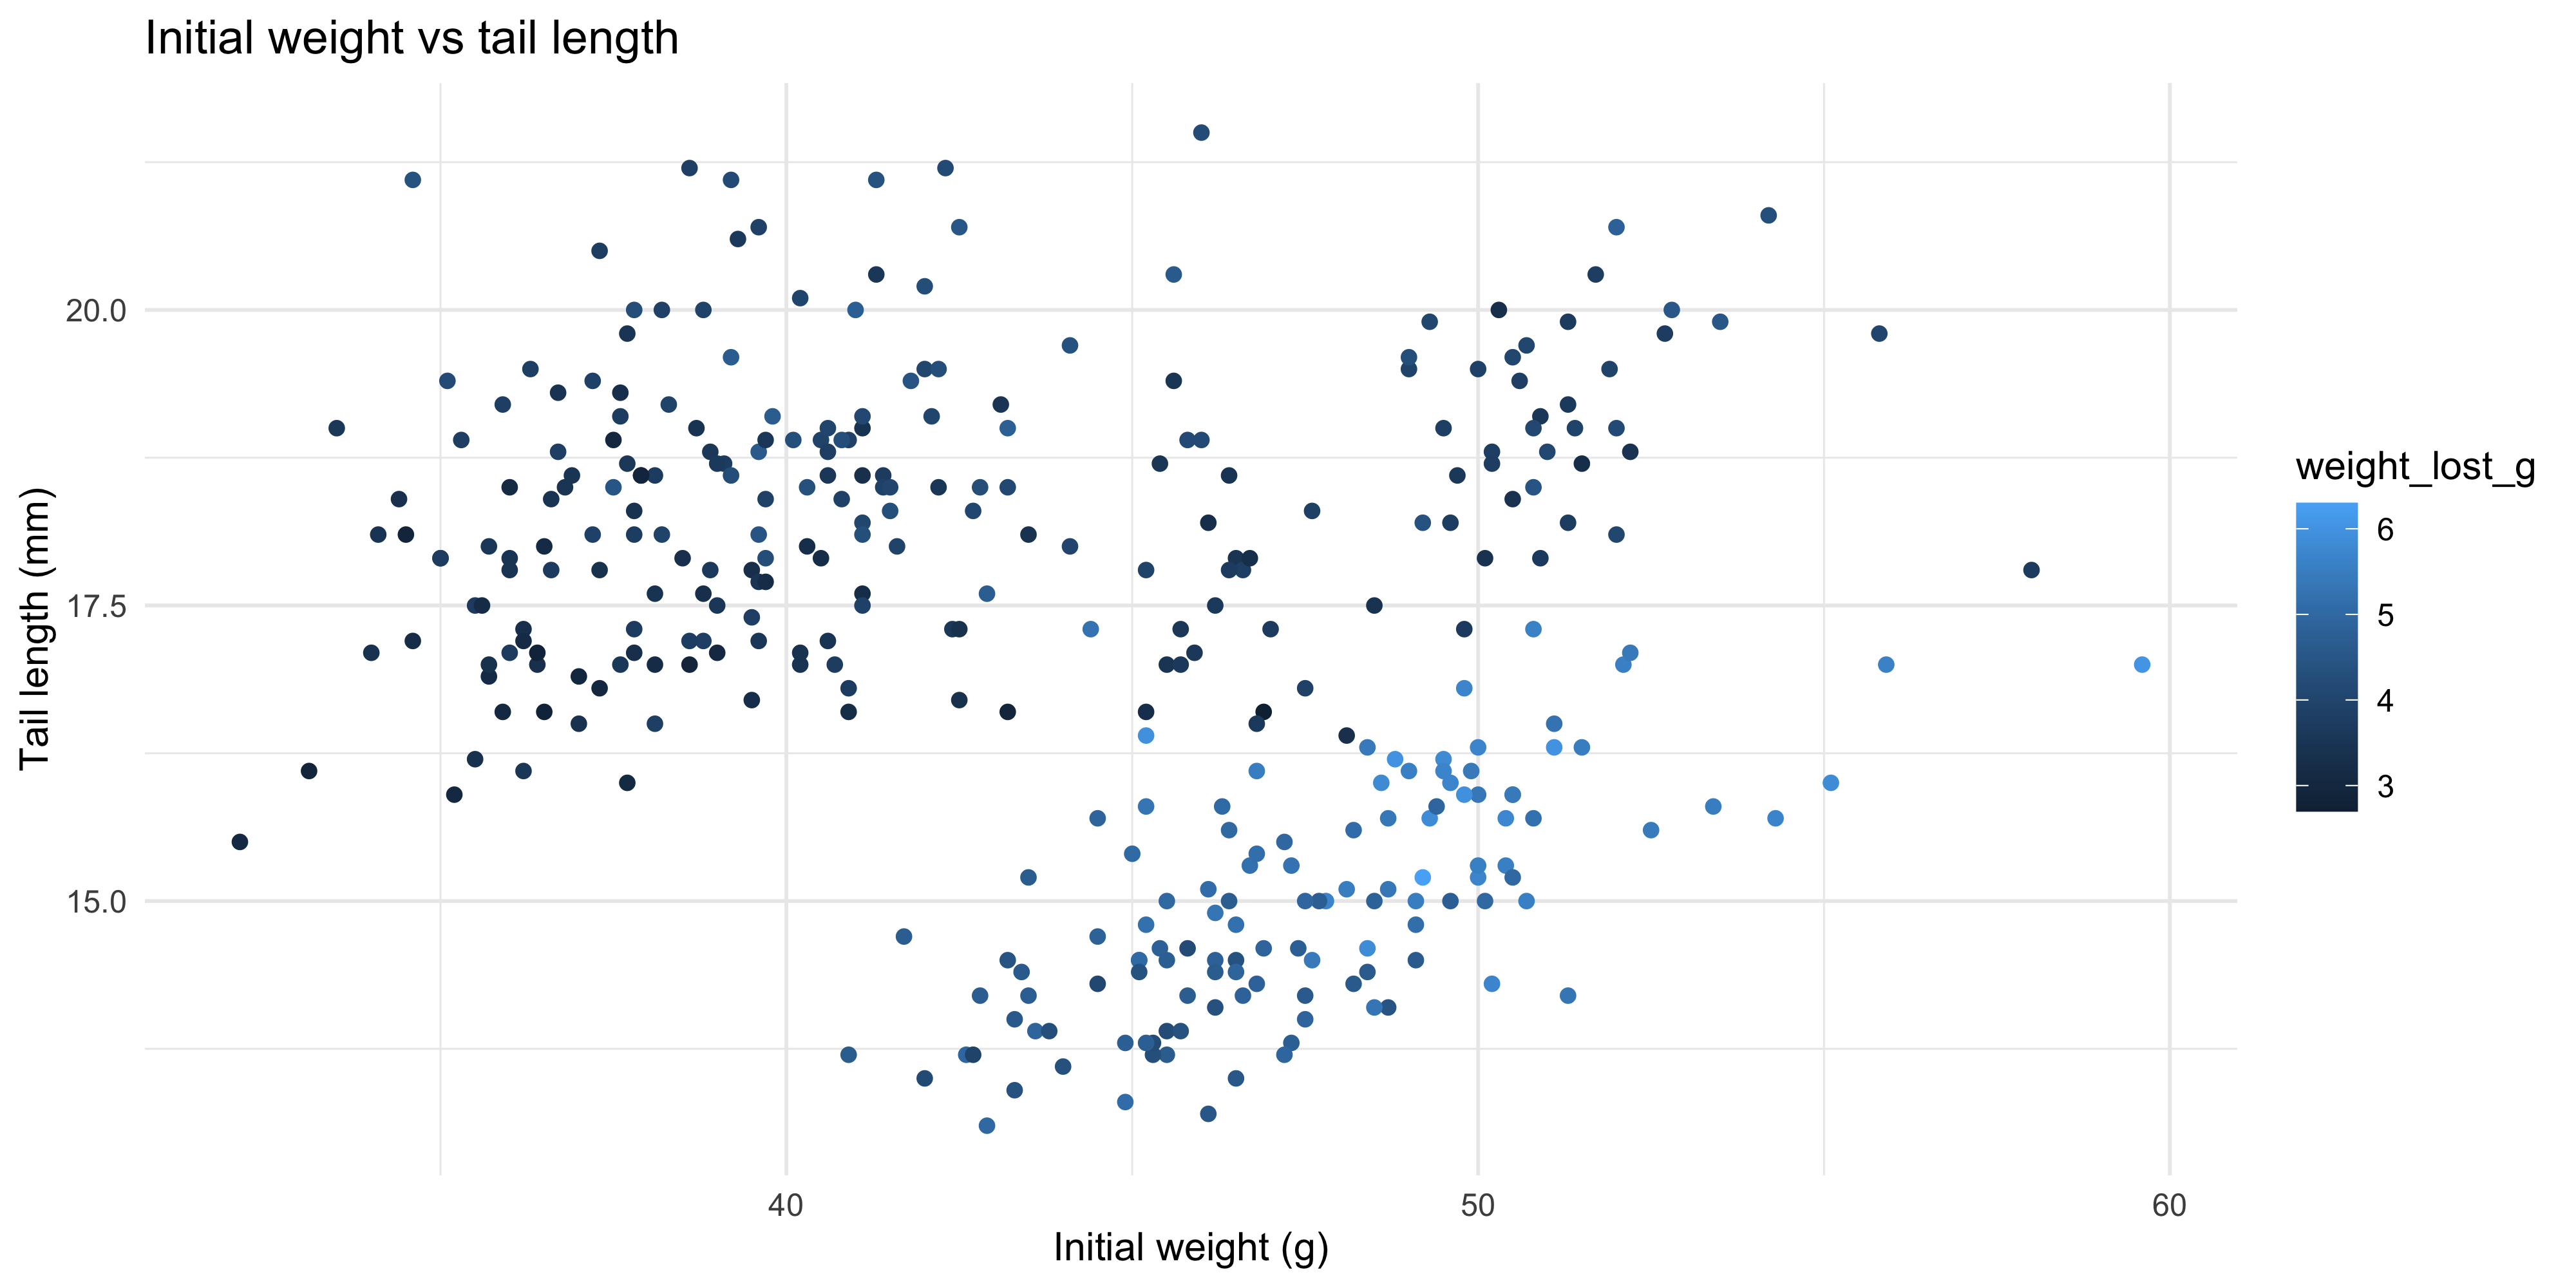 Initial weight vs tail length
Tail length (mm)
20.0
17.5
15.0
40
50
60
Initial weight (g)
weight_lost_g
6
5
4
3